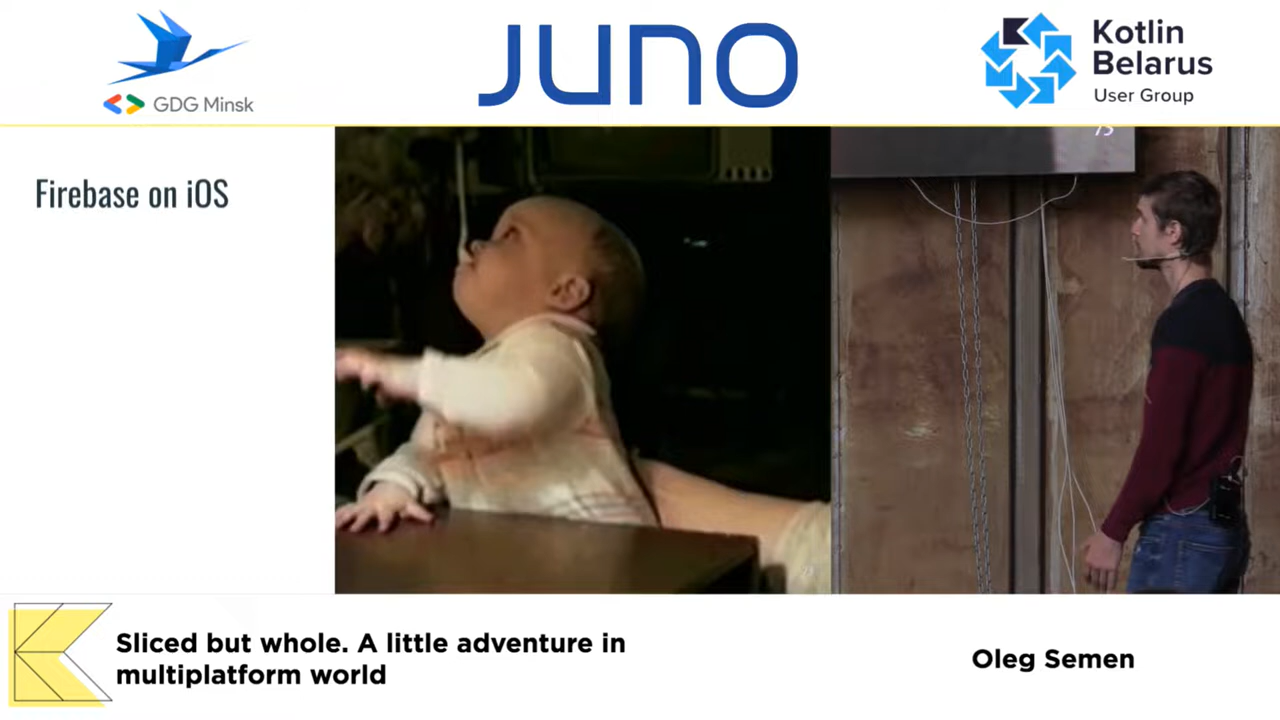 GDG Minsk
JUNO
Kotlin
Belarus
User Group
75
Firebase on iOS
Sliced but whole. A little adventure in
multiplatform world
Oleg Semen